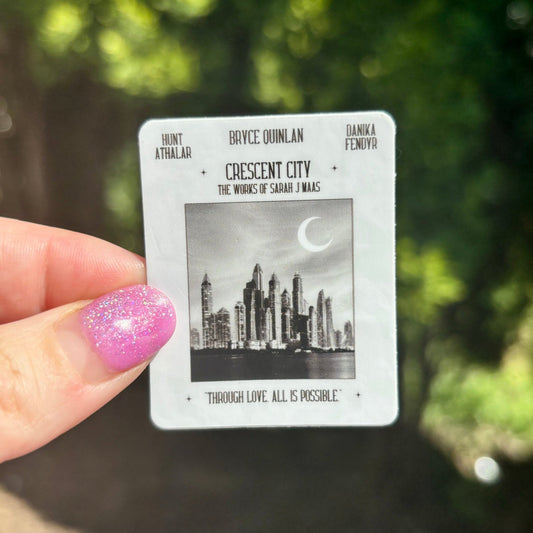 HUNT
ATHALAR
BRYCE QUINLAN
DANIKA
FENDYR
CRESCENT CITY
THE WORKS OF SARAH J MAAS
"THROUGH LOVE, ALL IS POSSIBLE."